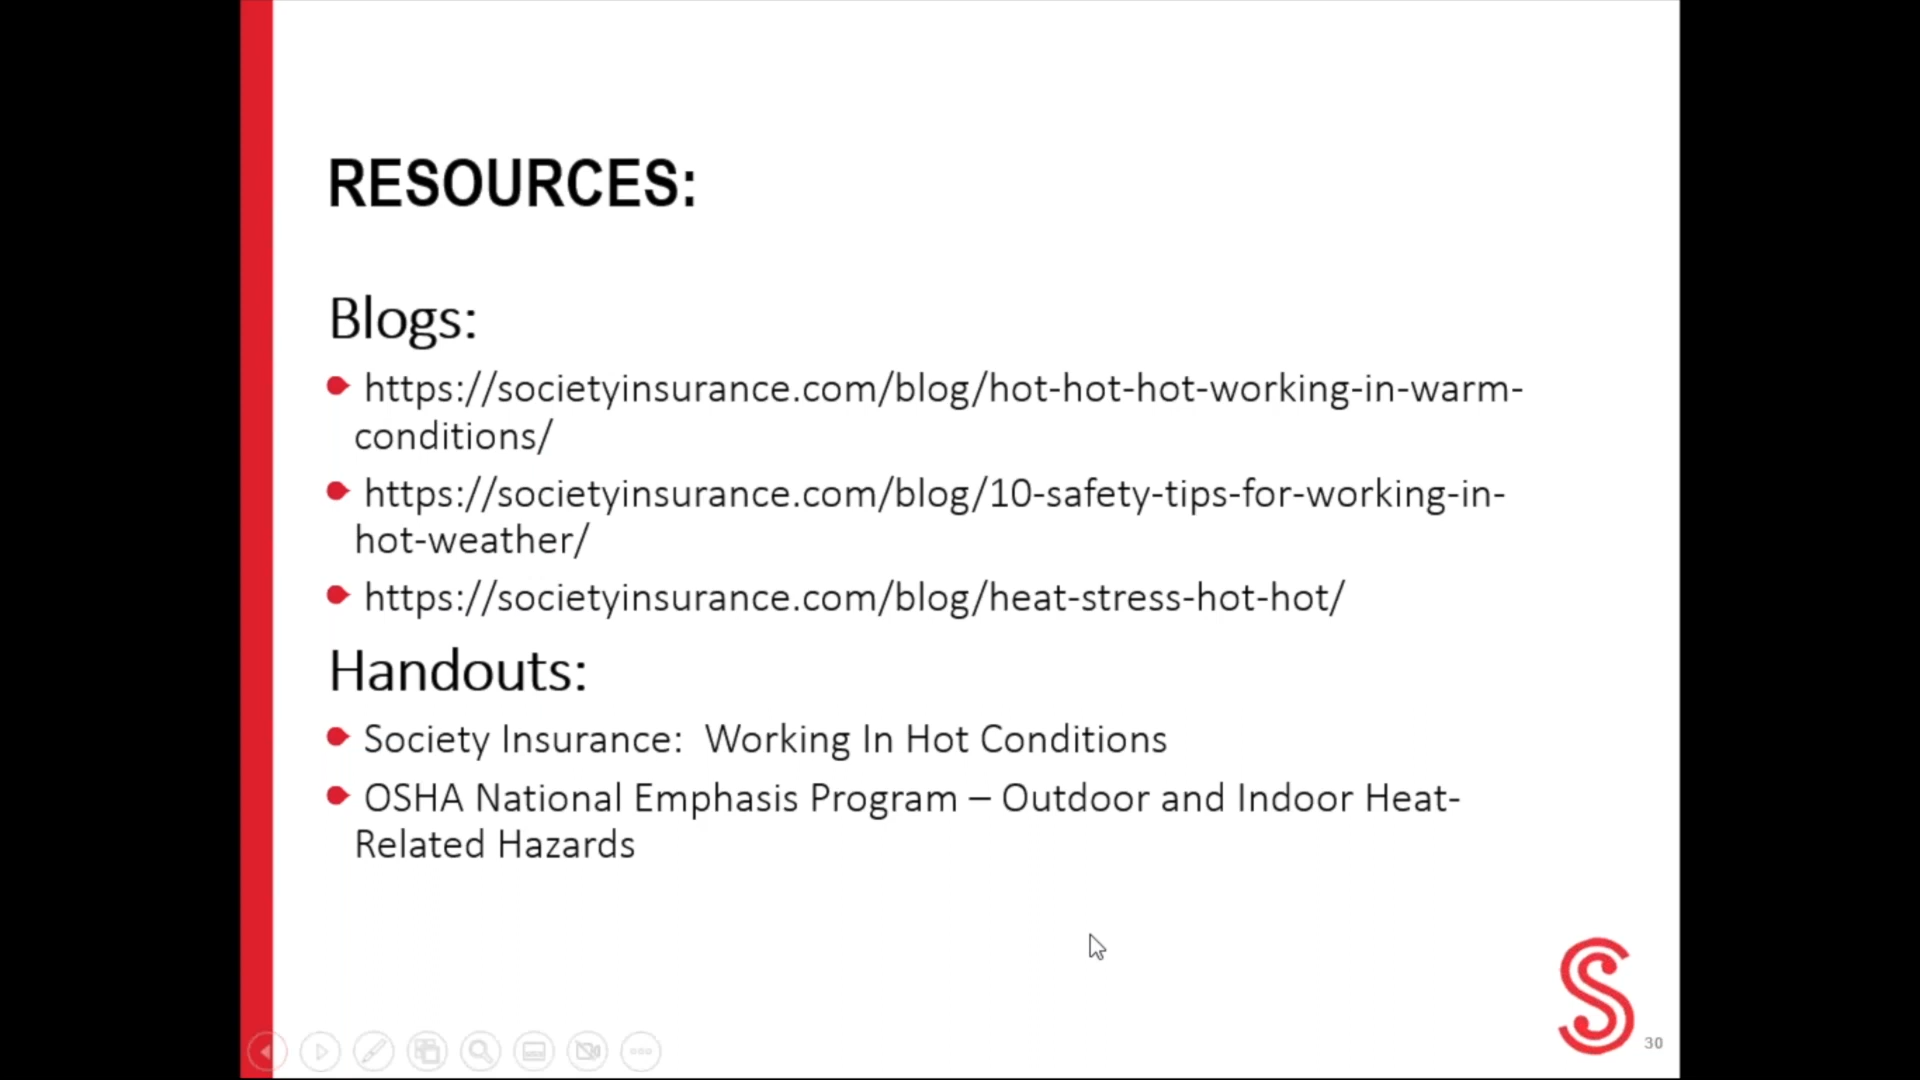 RESOURCES:
Blogs:
https://societyinsurance.com/blog/hot-hot-hot-working-in-warm-
conditions/
https://societyinsurance.com/blog/10-safety-tips-for-working-in-
hot-weather/
https://societyinsurance.com/blog/heat-stress-hot-hot/
Handouts:
Society Insurance:  Working In Hot Conditions
OSHA National Emphasis Program – Outdoor and Indoor Heat-
Related Hazards
S
30